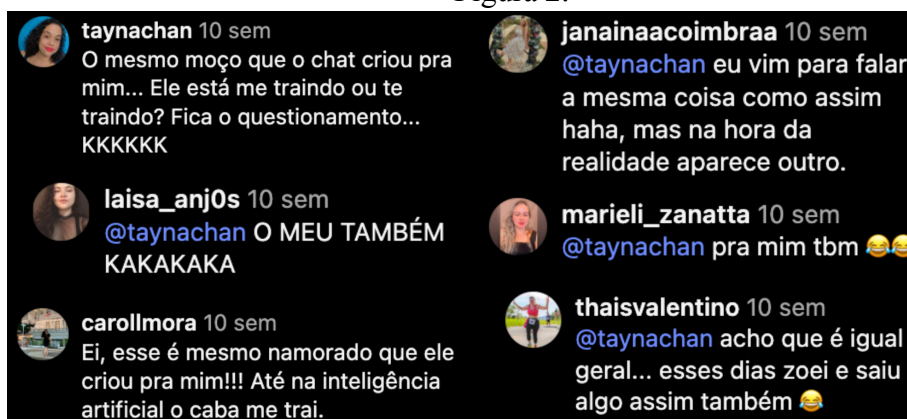 taynachan 10 sem
O mesmo moço que o chat criou pra
mim... Ele está me traindo ou te
traindo? Fica o questionamento...
KKKKKK
laisa_anj0s 10 sem
@taynachan O MEU TAMBÉM
KAKAKAKA
carollmora 10 sem
Ei, esse é mesmo namorado que ele
criou pra mim!!! Até na inteligência
artificial o caba me trai.
janainaacoimbraa 10 sem
@taynachan eu vim para falar
a mesma coisa como assim
haha, mas na hora da
realidade aparece outro.
marieli_zanatta 10 sem
@taynachan pra mim tbm 😂😂
thaisvalentino 10 sem
@taynachan acho que é igual
geral... esses dias zoei e saiu
algo assim também 😂